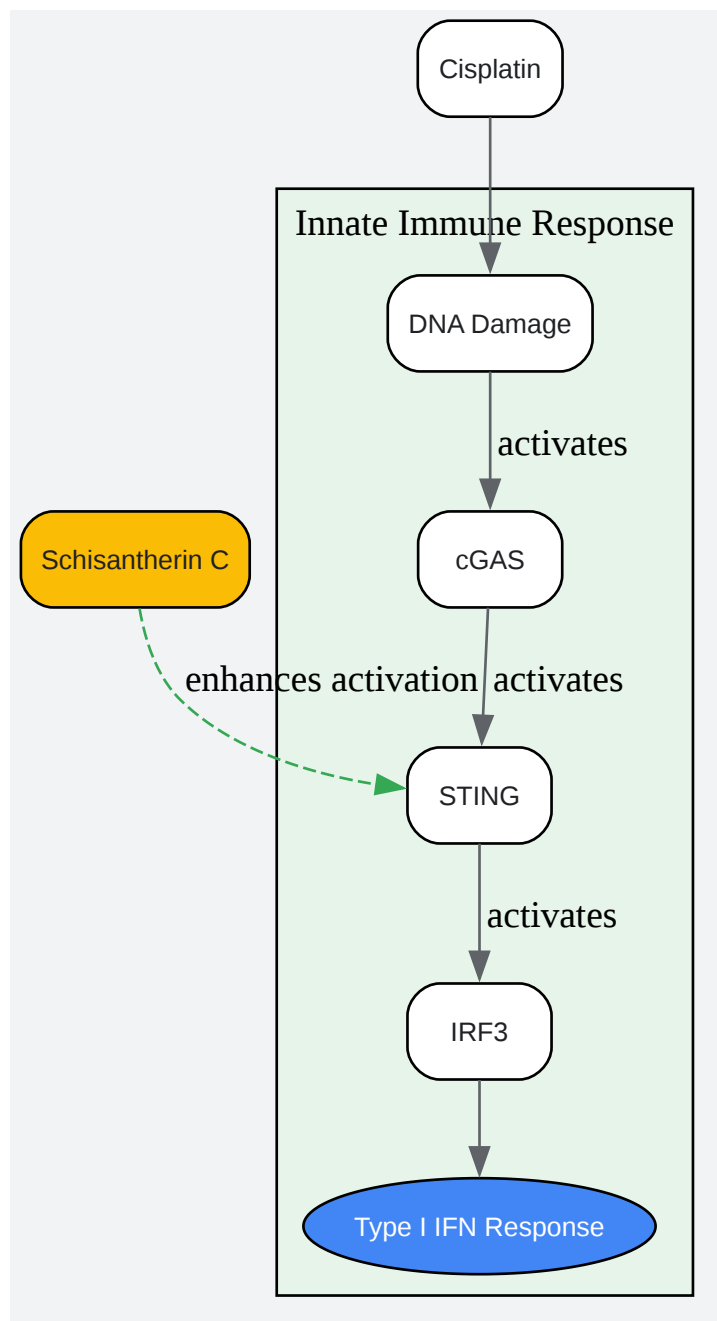 Cisplatin
Innate Immune Response
DNA Damage
activates
Schisantherin C
cGAS
enhances activation
activates
STING
activates
IRF3
Type I IFN Response